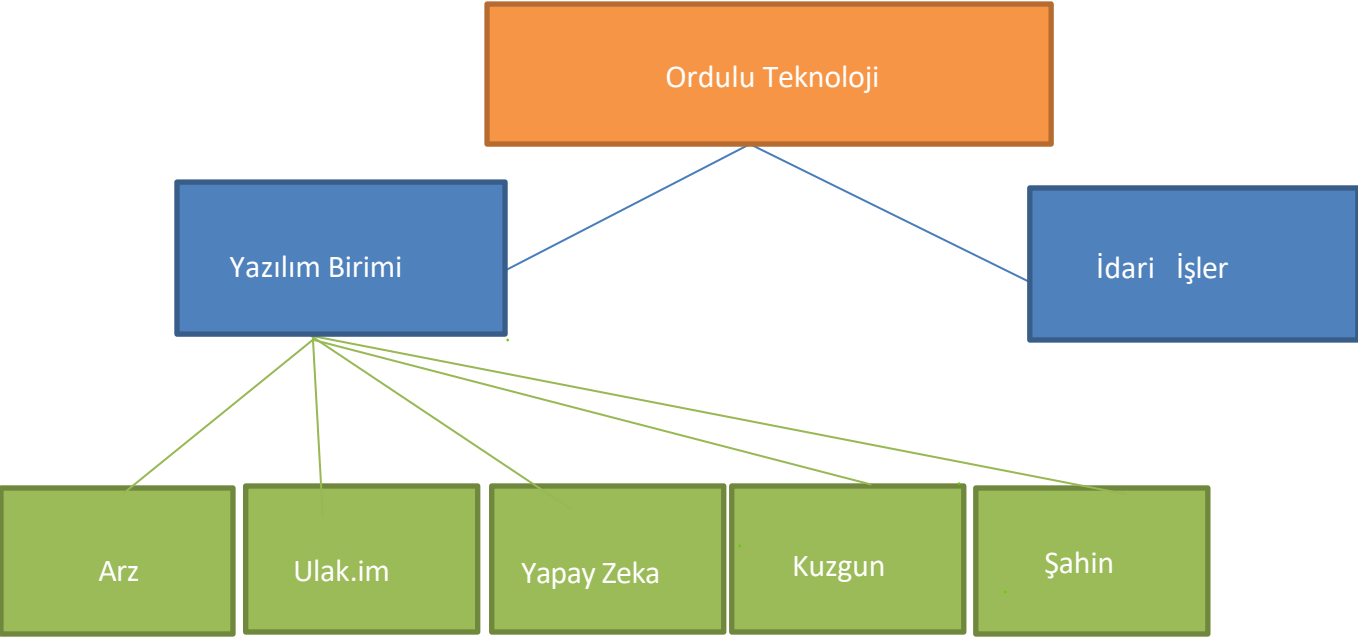 Ordulu Teknoloji
Yazılım Birimi
İdari İşler
Arz
Ulak.im
Yapay Zeka
Kuzgun
Şahin